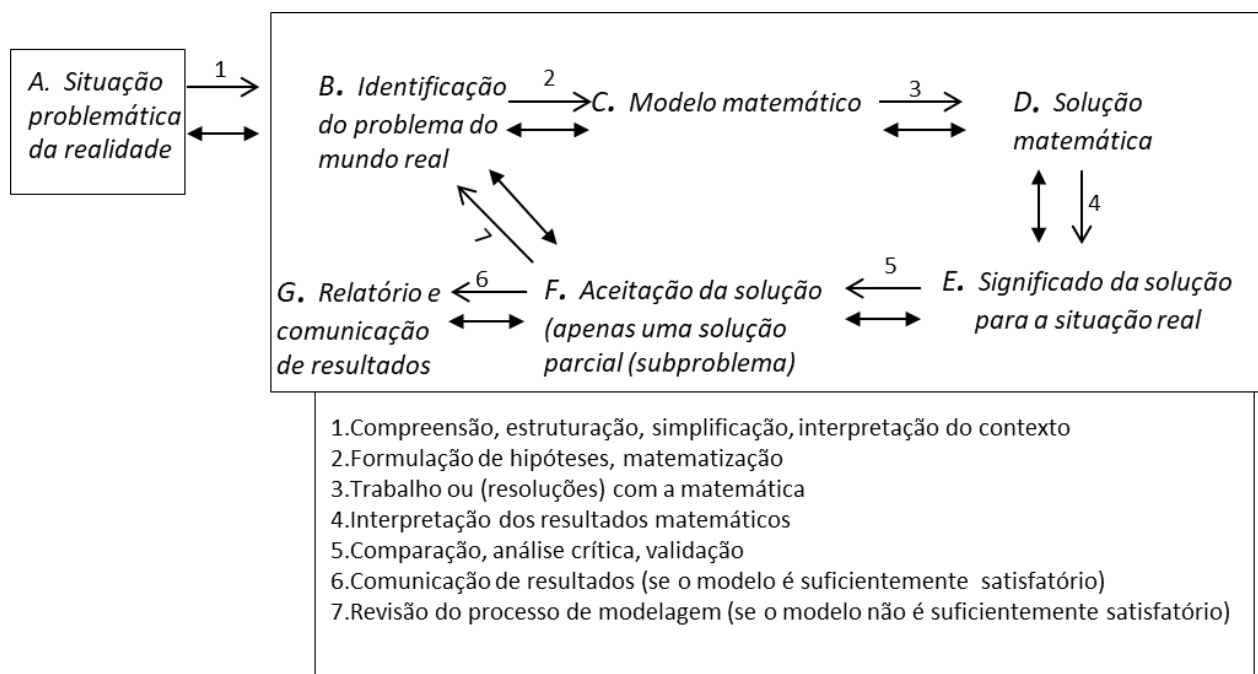 1
A. Situação
problemática
da realidade
B. Identificação
do problema do
mundo real
2
C. Modelo matemático
3
D. Solução
matemática
4
E. Significado da solução
para a situação real
5
F. Aceitação da solução
(apenas uma solução
parcial (subproblema)
6
7
G. Relatório e
comunicação
de resultados
1.Compreensão, estruturação, simplificação, interpretação do contexto
2.Formulação de hipóteses, matematização
3.Trabalho ou (resoluções) com a matemática
4.Interpretação dos resultados matemáticos
5.Comparação, análise crítica, validação
6.Comunicação de resultados (se o modelo é suficientemente satisfatório)
7.Revisão do processo de modelagem (se o modelo não é suficientemente satisfatório)